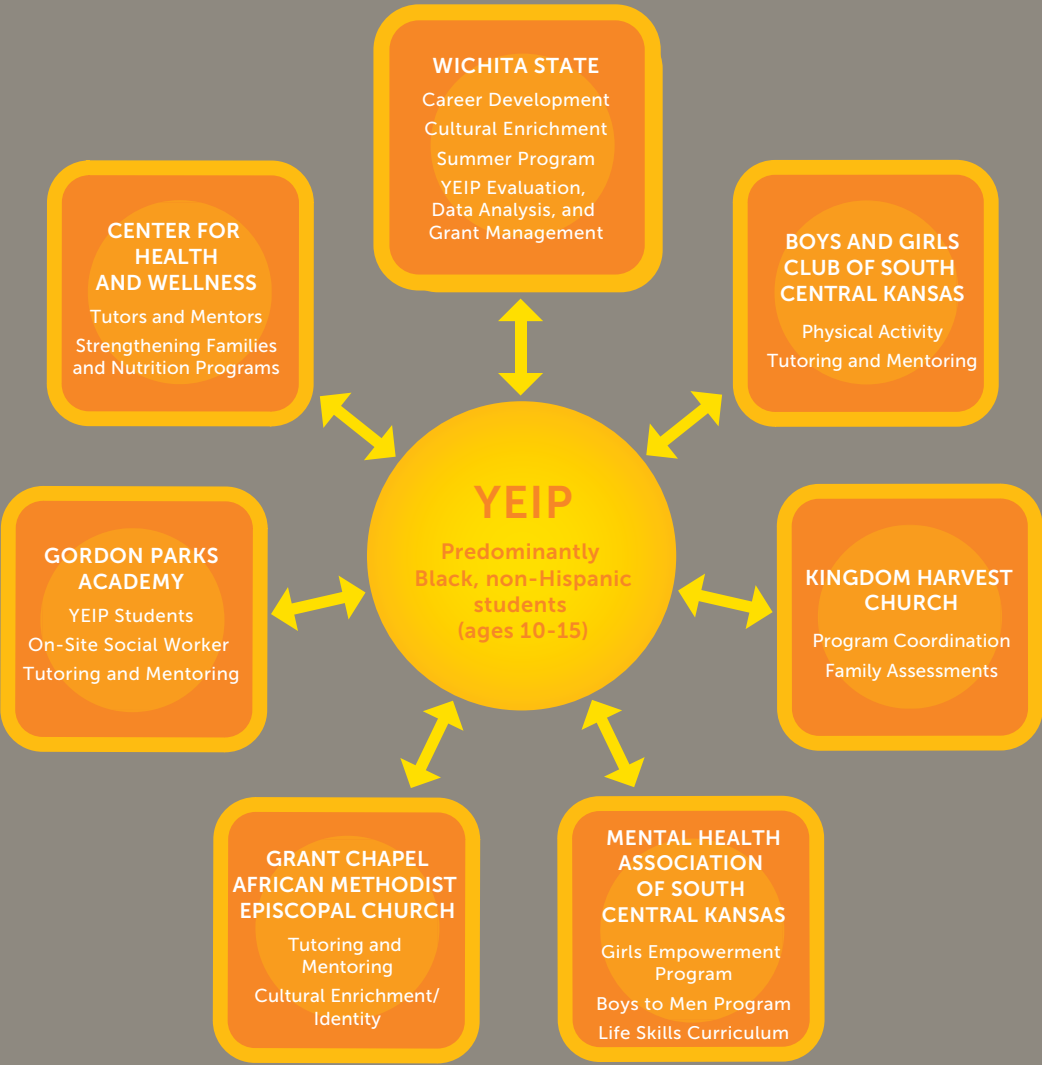 WICHITA STATE
Career Development
Cultural Enrichment
Summer Program
YEIP Evaluation,
Data Analysis, and
Grant Management
CENTER FOR
HEALTH
AND WELLNESS
Tutors and Mentors
Strengthening Families
and Nutrition Programs
BOYS AND GIRLS
CLUB OF SOUTH
CENTRAL KANSAS
Physical Activity
Tutoring and Mentoring
YEIP
Predominantly
Black, non-Hispanic
students
(ages 10-15)
GORDON PARKS
ACADEMY
YEIP Students
On-Site Social Worker
Tutoring and Mentoring
KINGDOM HARVEST
CHURCH
Program Coordination
Family Assessments
GRANT CHAPEL
AFRICAN METHODIST
EPISCOPAL CHURCH
Tutoring and
Mentoring
Cultural Enrichment/
Identity
MENTAL HEALTH
ASSOCIATION
OF SOUTH
CENTRAL KANSAS
Girls Empowerment
Program
Boys to Men Program
Life Skills Curriculum